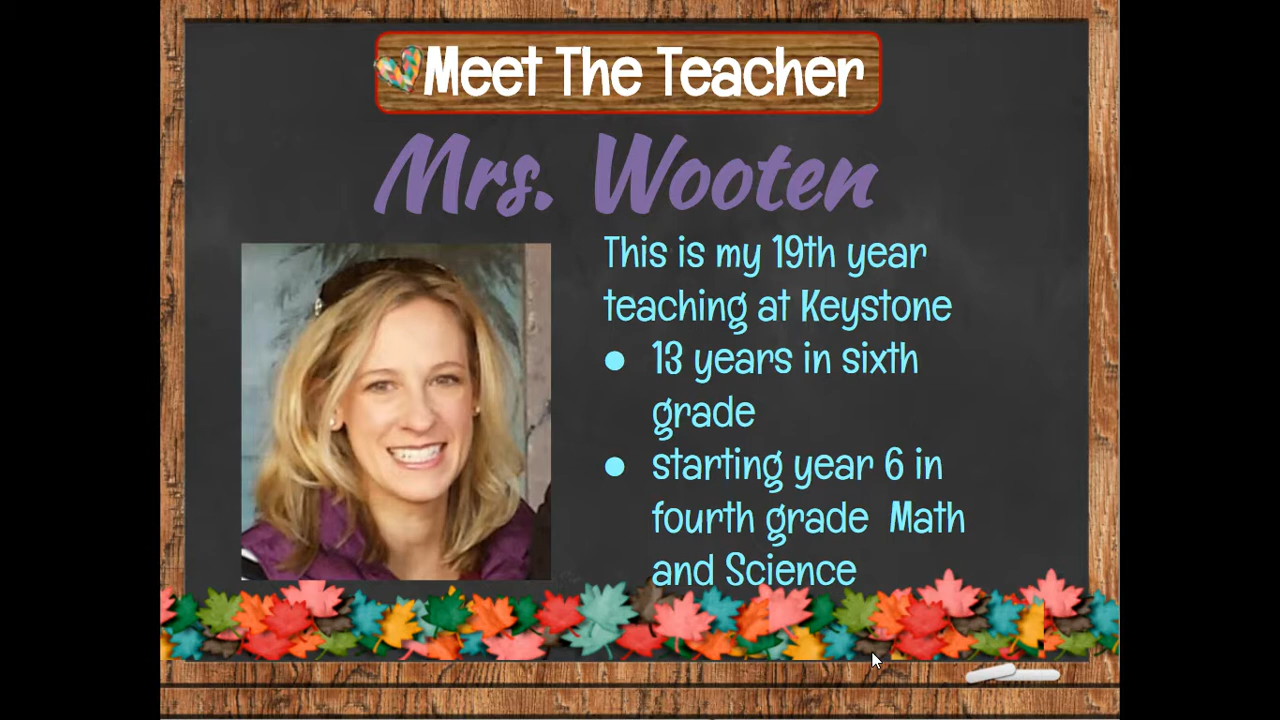 Meet The Teacher
Mrs. Wooten
This is my 19th year
teaching at Keystone
● 13 years in sixth
grade
● starting year 6 in
fourth grade  Math
and Science